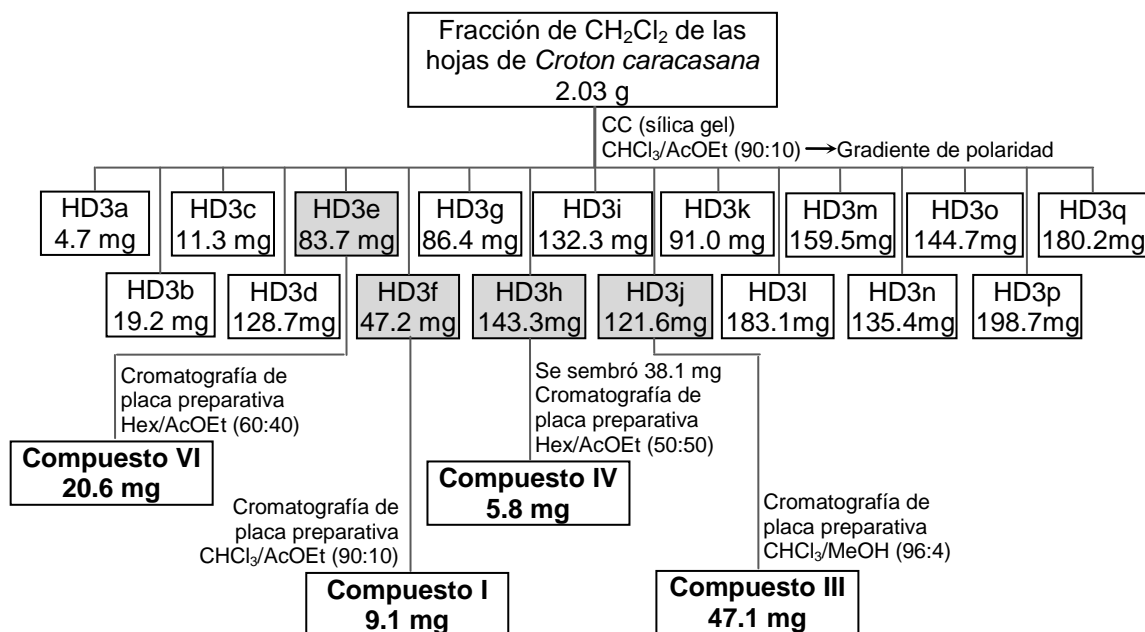 Fracción de CH₂Cl₂ de las
hojas de Croton caracasana
2.03 g
CC (sílica gel)
CHCl₃/AcOEt (90:10) → Gradiente de polaridad
HD3a
4.7 mg
HD3c
11.3 mg
HD3e
83.7 mg
HD3g
86.4 mg
HD3i
132.3 mg
HD3k
91.0 mg
HD3m
159.5mg
HD3o
144.7mg
HD3q
180.2mg
HD3b
19.2 mg
HD3d
128.7mg
HD3f
47.2 mg
HD3h
143.3mg
HD3j
121.6mg
HD3l
183.1mg
HD3n
135.4mg
HD3p
198.7mg
Cromatografía de
placa preparativa
Hex/AcOEt (60:40)
Se sembró 38.1 mg
Cromatografía de
placa preparativa
Hex/AcOEt (50:50)
Compuesto VI
20.6 mg
Compuesto IV
5.8 mg
Cromatografía de
placa preparativa
CHCl₃/AcOEt (90:10)
Cromatografía de
placa preparativa
CHCl₃/MeOH (96:4)
Compuesto I
9.1 mg
Compuesto III
47.1 mg